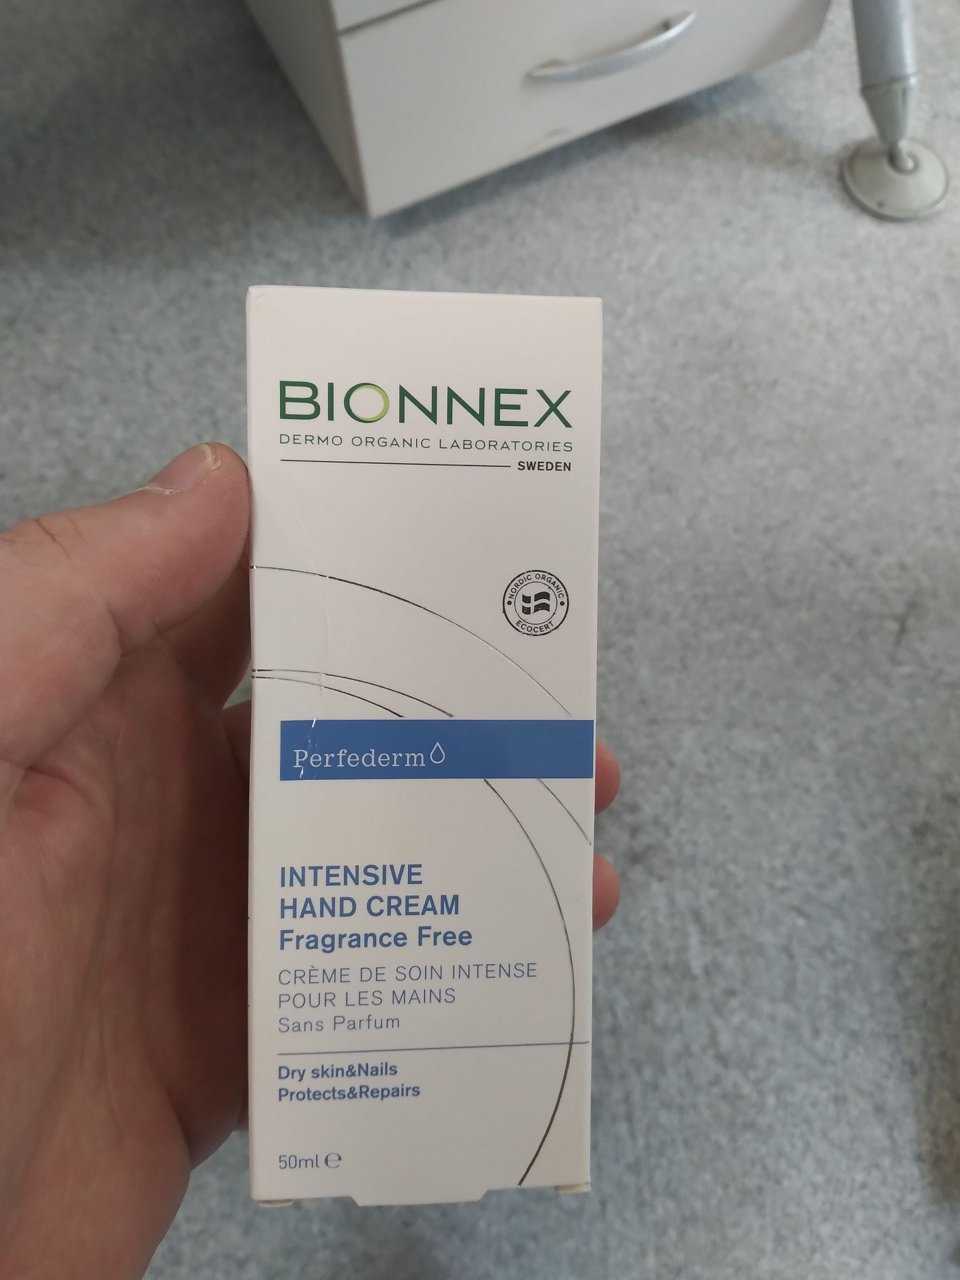 BIONNEX
DERMO ORGANIC LABORATORIES
SWEDEN
NORDIC ORGANIC
ECOCERT
Perfederm
INTENSIVE
HAND CREAM
Fragrance Free
CRÈME DE SOIN INTENSE
POUR LES MAINS
Sans Parfum
Dry skin&Nails
Protects&Repairs
50ml ℮